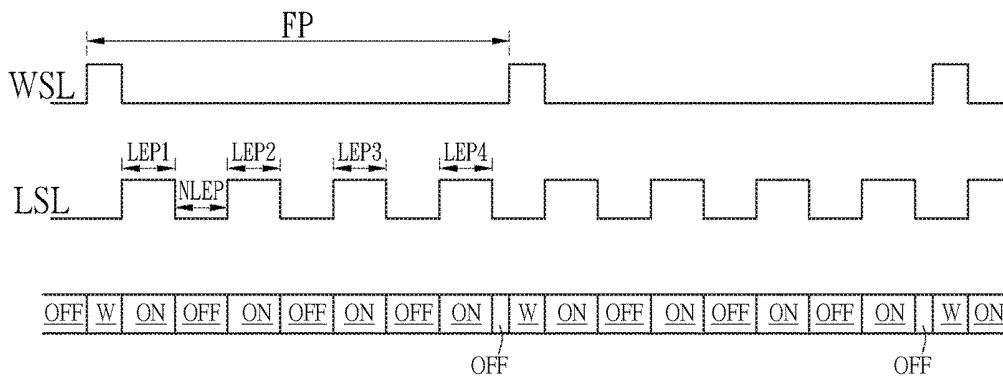 FP
WSL
LEP1 LEP2 LEP3 LEP4
NLEP
LSL
OFF W ON OFF ON OFF ON OFF ON W ON OFF ON OFF ON OFF ON W ON
OFF OFF